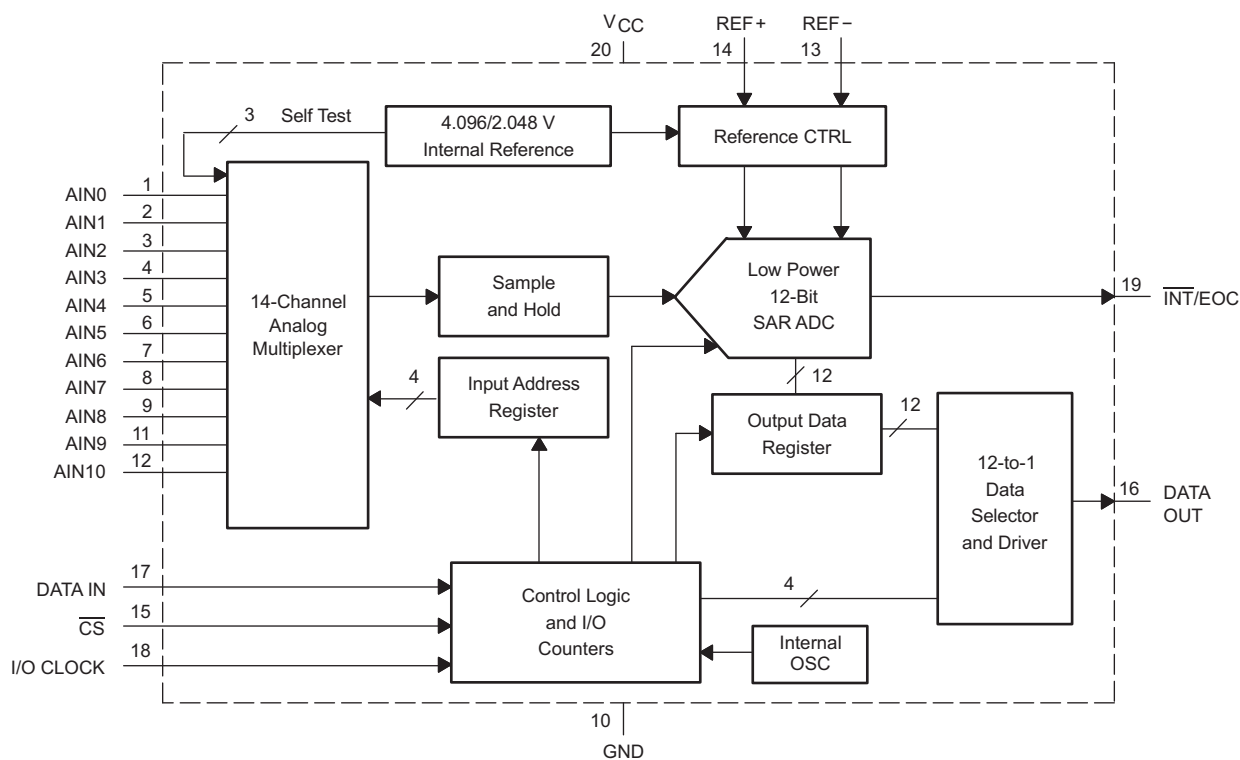 VCC
REF+
REF−
20
14
13
3
Self Test
4.096/2.048 V
Internal Reference
Reference CTRL
AIN0
1
AIN1
2
AIN2
3
AIN3
4
AIN4
5
AIN5
6
AIN6
7
AIN7
8
AIN8
9
AIN9
11
AIN10
12
14-Channel
Analog
Multiplexer
Sample
and Hold
Low Power
12-Bit
SAR ADC
19
INT/EOC
4
Input Address
Register
12
Output Data
Register
12
12-to-1
Data
Selector
and Driver
16
DATA
OUT
DATA IN
17
CS
15
I/O CLOCK
18
Control Logic
and I/O
Counters
4
Internal
OSC
10
GND